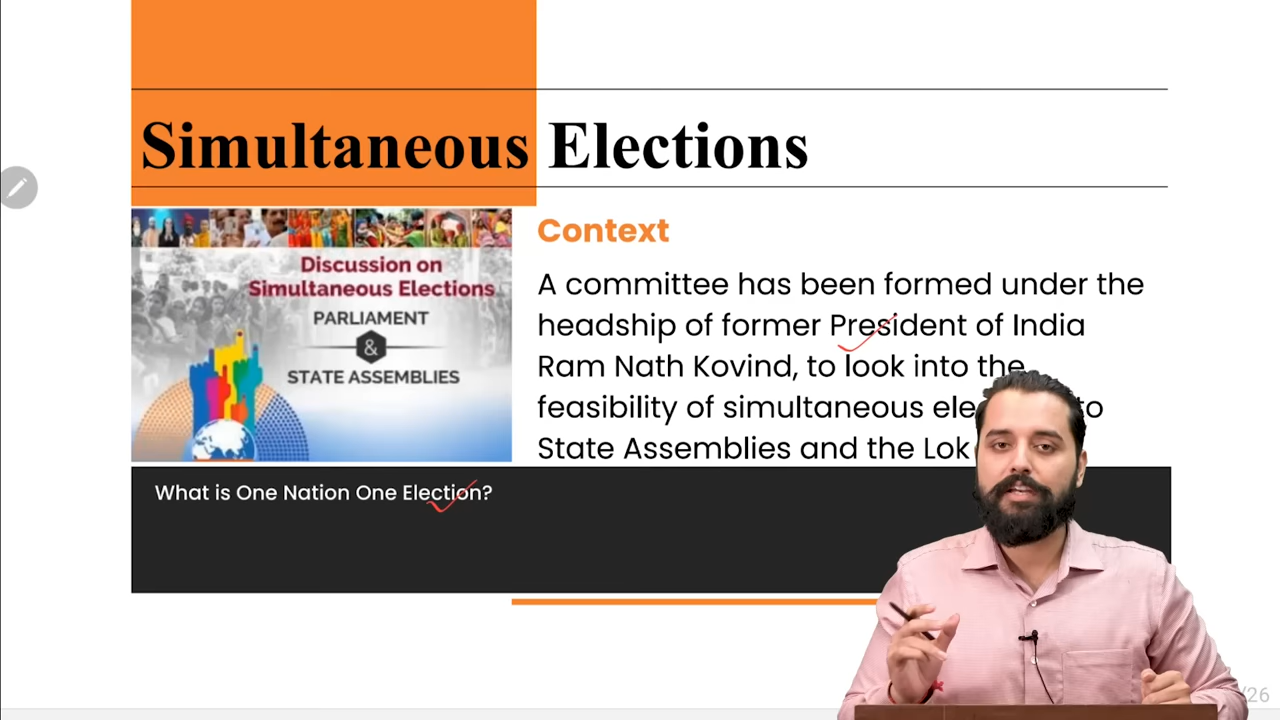 Simultaneous Elections
Discussion on
Simultaneous Elections
PARLIAMENT
&
STATE ASSEMBLIES
Context
A committee has been formed under the
headship of former President of India
Ram Nath Kovind, to look into the
feasibility of simultaneous to
State Assemblies and the Lok
What is One Nation One Election?
/26